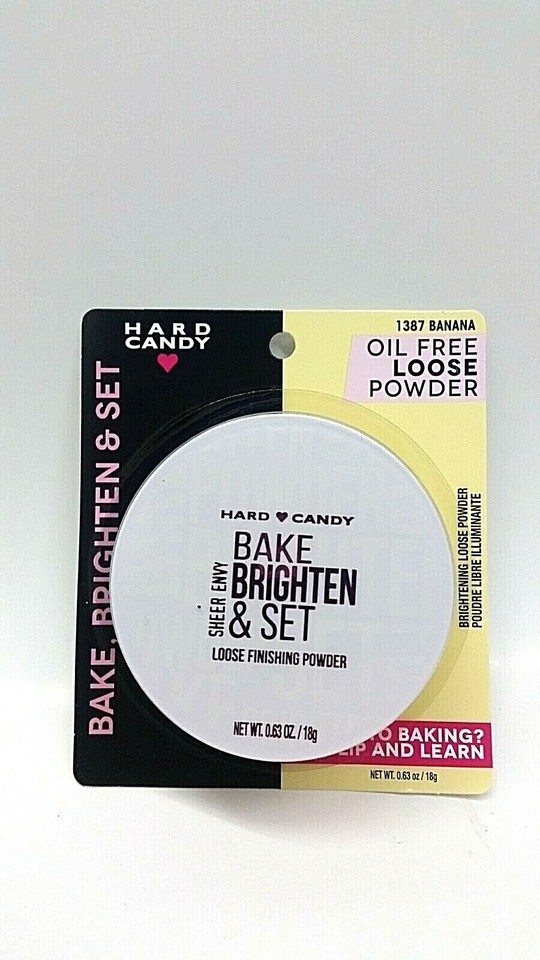 HARD
CANDY
1387 BANANA
OIL FREE
LOOSE
POWDER
BAKE, BRIGHTEN & SET
HARD CANDY
SHEER ENVY
BAKE
BRIGHTEN
& SET
LOOSE FINISHING POWDER
NET WT. 0.63 OZ. / 18g
BRIGHTENING LOOSE POWDER
POUDRE LIBRE ILLUMINANTE
TO BAKING?
AND LEARN
NET WT. 0.63 oz / 18g